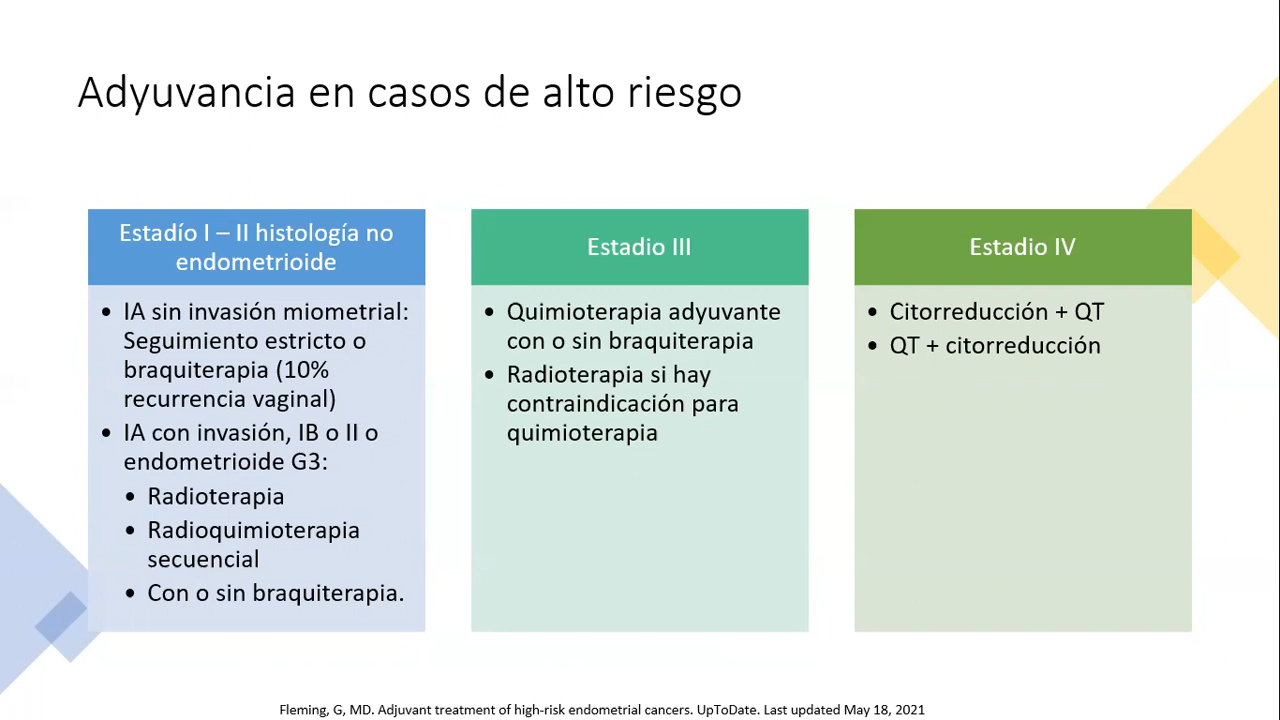 Adyuvancia en casos de alto riesgo
Estadío I – II histología no
endometrioide
• IA sin invasión miometrial:
Seguimiento estricto o
braquiterapia (10%
recurrencia vaginal)
• IA con invasión, IB o II o
endometrioide G3:
• Radioterapia
• Radioquimioterapia
secuencial
• Con o sin braquiterapia.
Estadio III
• Quimioterapia adyuvante
con o sin braquiterapia
• Radioterapia si hay
contraindicación para
quimioterapia
Estadio IV
• Citorreducción + QT
• QT + citorreducción
Fleming, G, MD. Adjuvant treatment of high-risk endometrial cancers. UpToDate. Last updated May 18, 2021